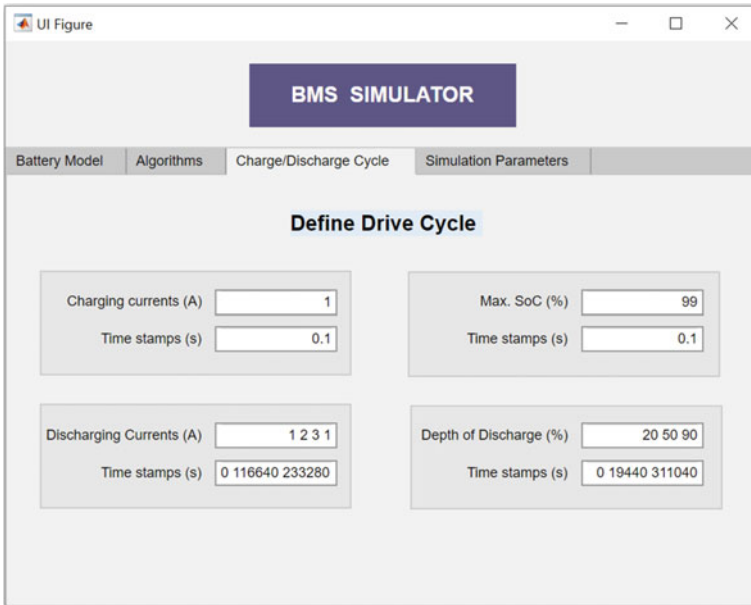 UI Figure
BMS SIMULATOR
Battery Model Algorithms Charge/Discharge Cycle Simulation Parameters
Define Drive Cycle
Charging currents (A) 1
Time stamps (s) 0.1
Max. SoC (%) 99
Time stamps (s) 0.1
Discharging Currents (A) 1 2 3 1
Time stamps (s) 0 116640 233280
Depth of Discharge (%) 20 50 90
Time stamps (s) 0 19440 311040